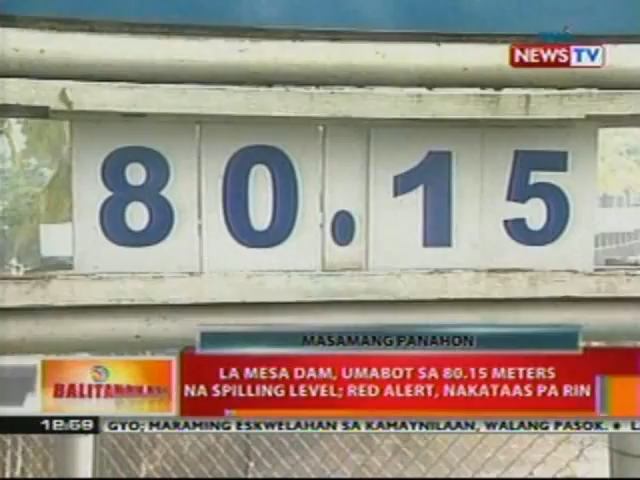 NEWS TV
80.15
MASAMANG PANAHON
LA MESA DAM, UMABOT SA 80.15 METERS
NA SPILLING LEVEL; RED ALERT, NAKATAAS PA RIN
12:59
GYO; MARAMING ESKWELAHAN SA KAMAYNILAAN, WALANG PASOK. • L